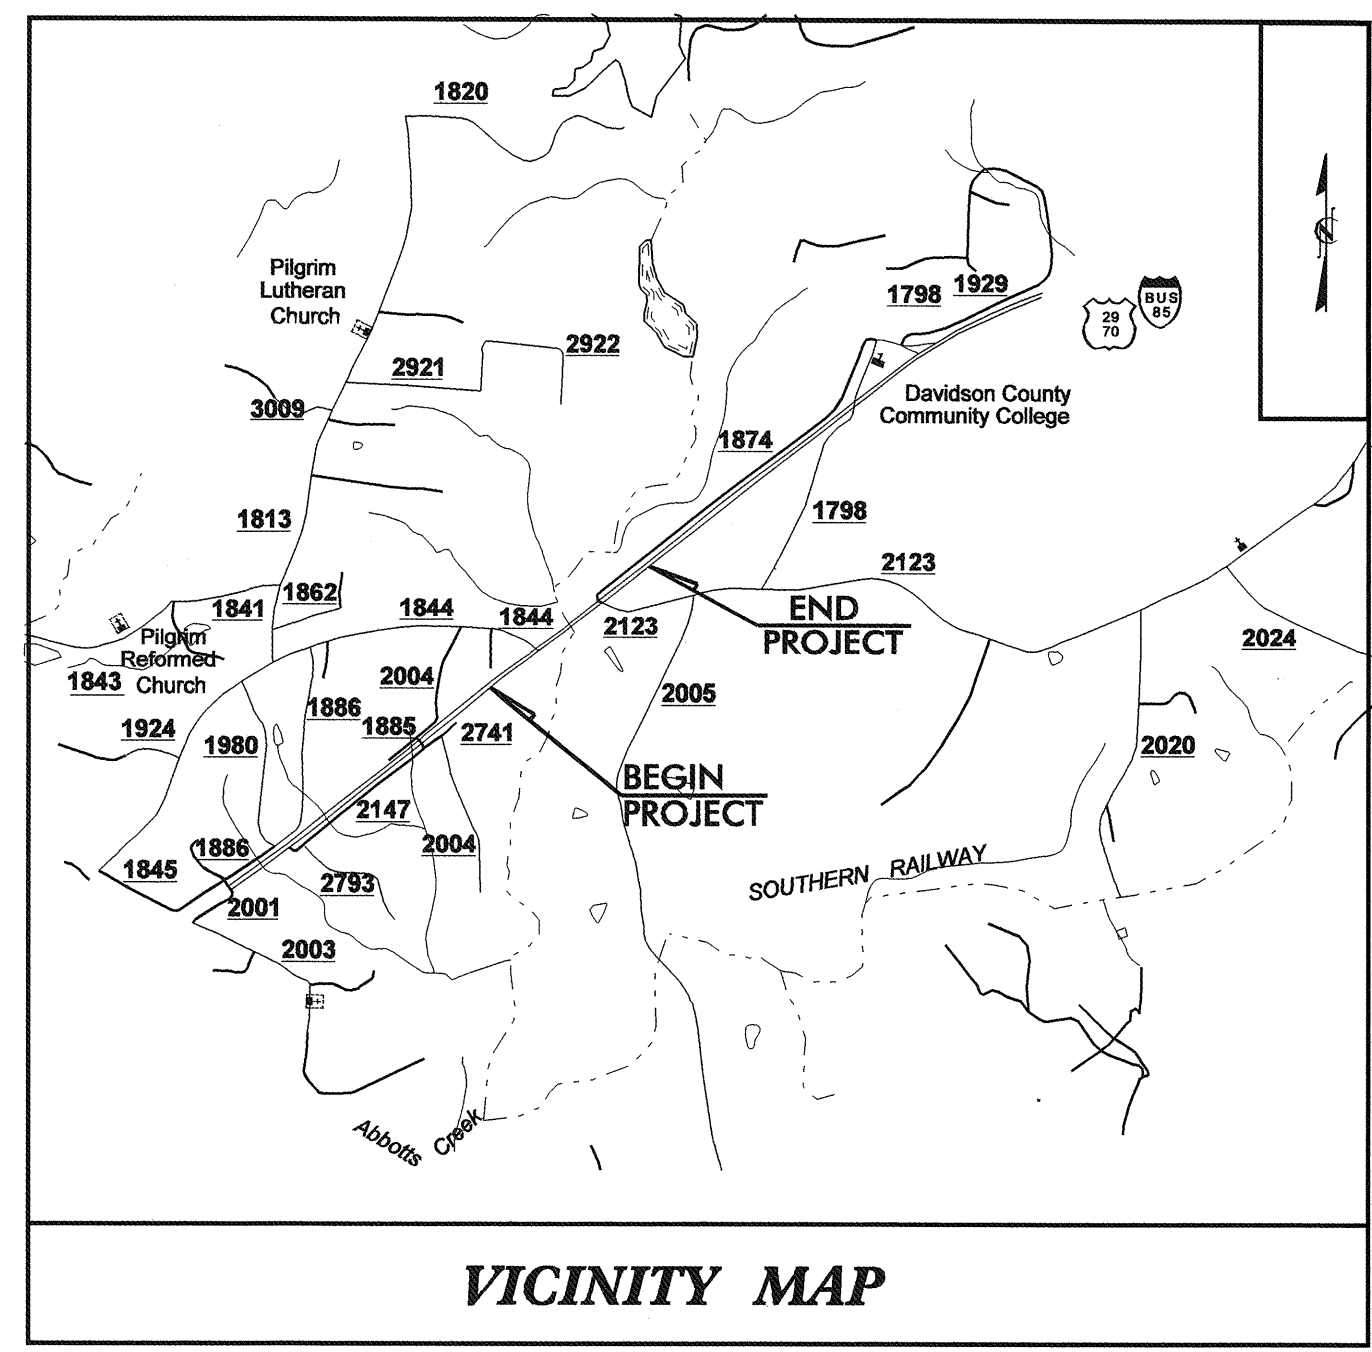 1820
Pilgrim
Lutheran
Church
1798
1929
29
70
BUS
85
2921
2922
3009
Davidson County
Community College
1874
1813
1798
2123
1862
1841
1844
1844
2123
END
PROJECT
2024
Pilgrim
Reformed
Church
1843
2004
2005
1886
1924
1980
1885
2741
2020
BEGIN
PROJECT
2147
2004
1886
1845
2793
SOUTHERN RAILWAY
2001
2003
Abbotts Creek
N
VICINITY MAP